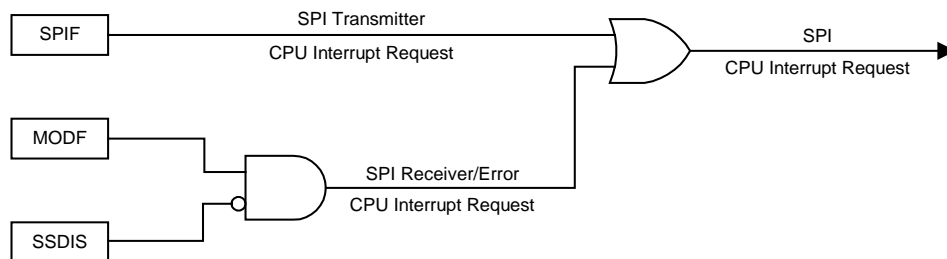 SPIF
SPI Transmitter
CPU Interrupt Request
SPI
CPU Interrupt Request
MODF
SPI Receiver/Error
CPU Interrupt Request
SSDIS